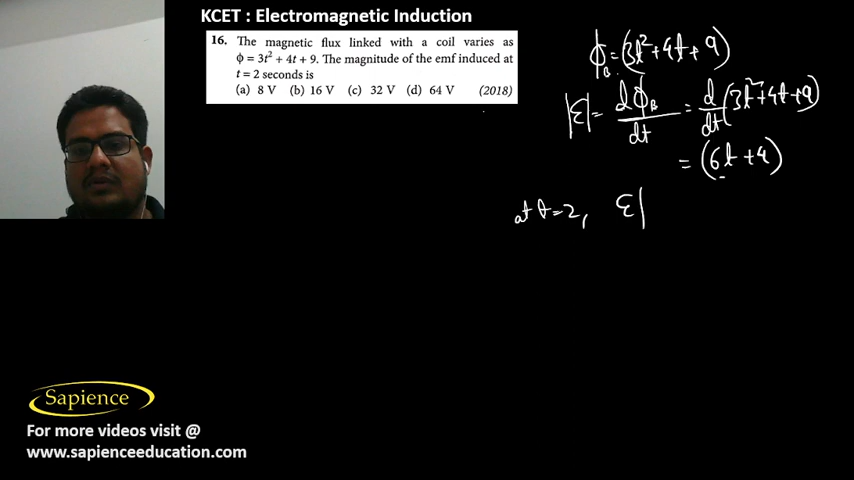 KCET : Electromagnetic Induction
16. The magnetic flux linked with a coil varies as
ϕ = 3t² + 4t + 9. The magnitude of the emf induced at
t = 2 seconds is
(a) 8 V (b) 16 V (c) 32 V (d) 64 V (2018)
ϕ_B = (3t² + 4t + 9)
|ε| = dϕ_B/dt = d/dt (3t² + 4t + 9)
= (6t + 4)
at t = 2, ε|
Sapience
For more videos visit @
www.sapienceeducation.com